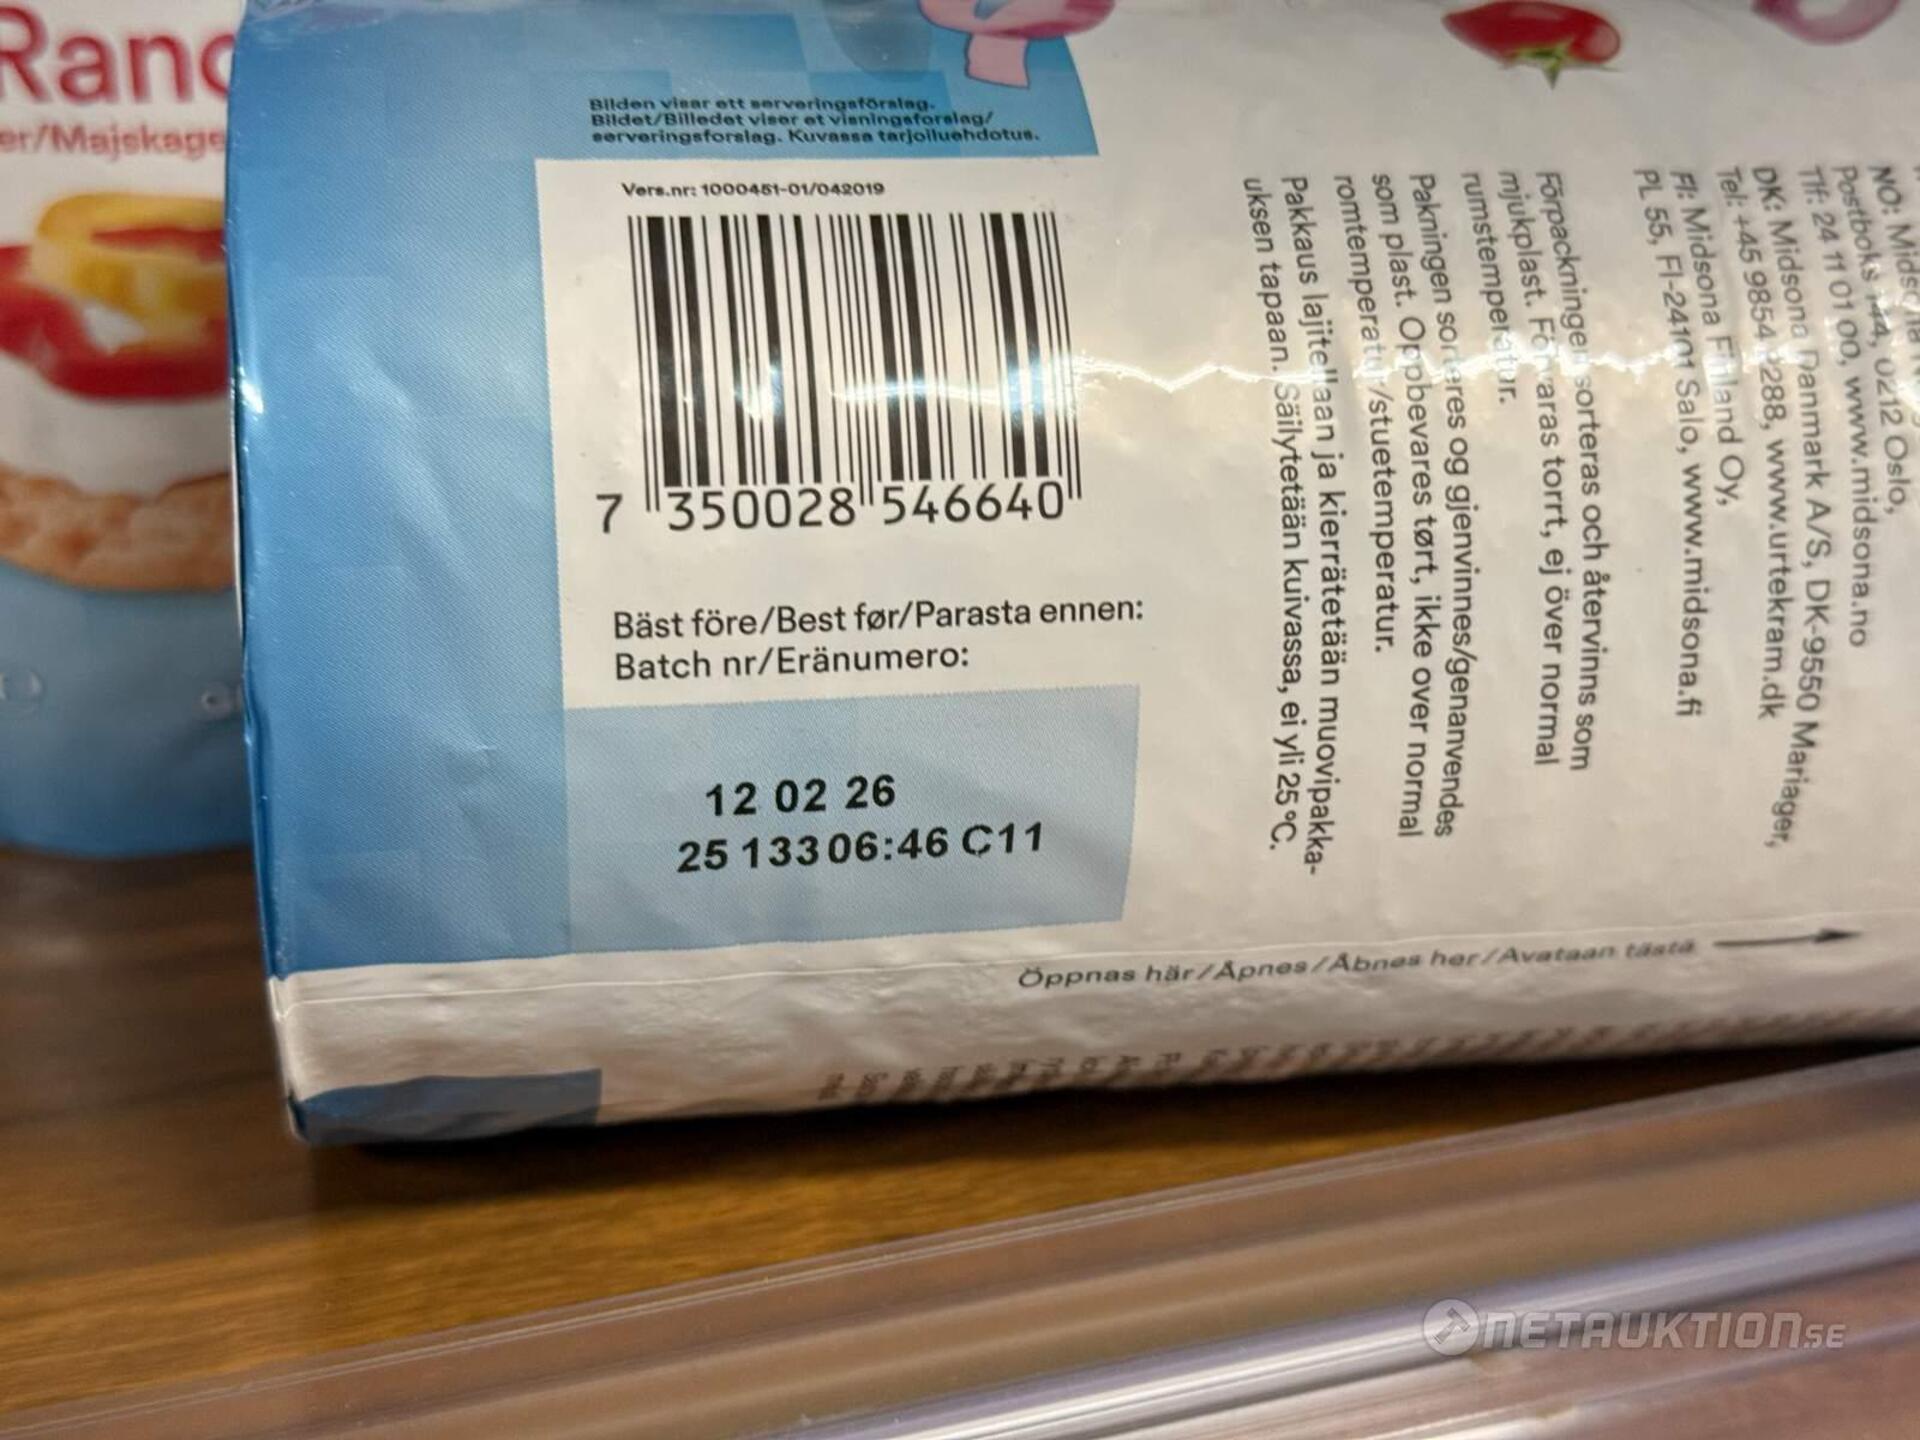 Ranc
er/Majskage
Bilden visar ett serveringsförslag.
Bildet/Billedet viser et visningsforslag/
serveringsforslag. Kuvassa tarjoiluehdotus.
Vers.nr: 1000451-01/042019
7 350028 546640
Bäst före/Best før/Parasta ennen:
Batch nr/Eränumero:
12 02 26
25 133 06:46 C11
NO: Midsona
Postboks 144, 0212 Oslo,
Tlf: 24 11 01 00, www.midsona.no
DK: Midsona Danmark A/S, DK-9550 Mariager,
Tel: +45 9854 2288, www.urtekram.dk
FI: Midsona Finland Oy,
PL 55, FI-24101 Salo, www.midsona.fi
Förpackningen sorteras och återvinns som
mjukplast. Förvaras torrt, ej över normal
rumstemperatur.
Pakningen sorteres og gjenvinnes/genanvendes
som plast. Oppbevares tørt, ikke over normal
romtemperatur/stuetemperatur.
Pakkaus lajitellaan ja kierrätetään muovipakka-
uksen tapaan. Säilytetään kuivassa, ei yli 25 °C.
Öppnas här/Åpnes/Åbnes her/Avataan tästä
NETAUKTION.SE